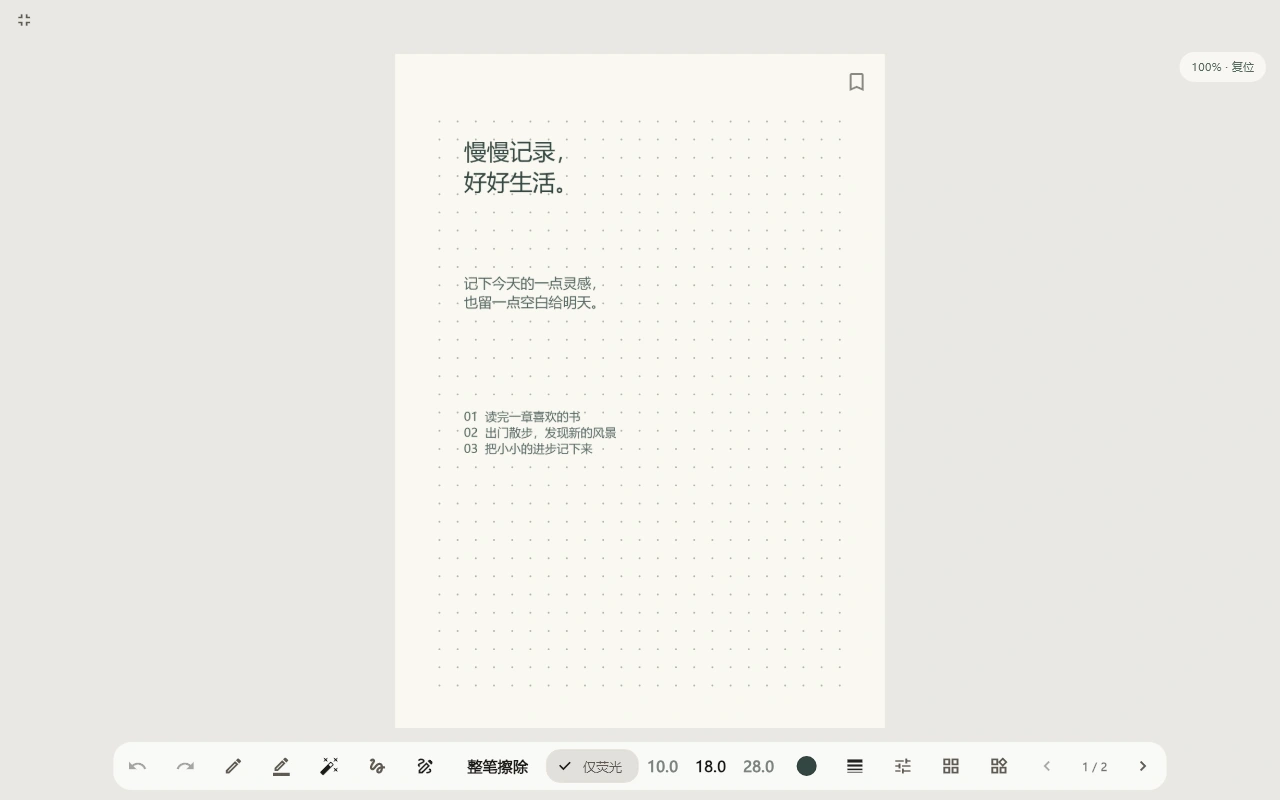 100% · 复位
慢慢记录，
好好生活。
记下今天的一点灵感，
也留一点空白给明天。
01 读完一章喜欢的书
02 出门散步，发现新的风景
03 把小小的进步记下来
整笔擦除 仅荧光 10.0 18.0 28.0 1 / 2